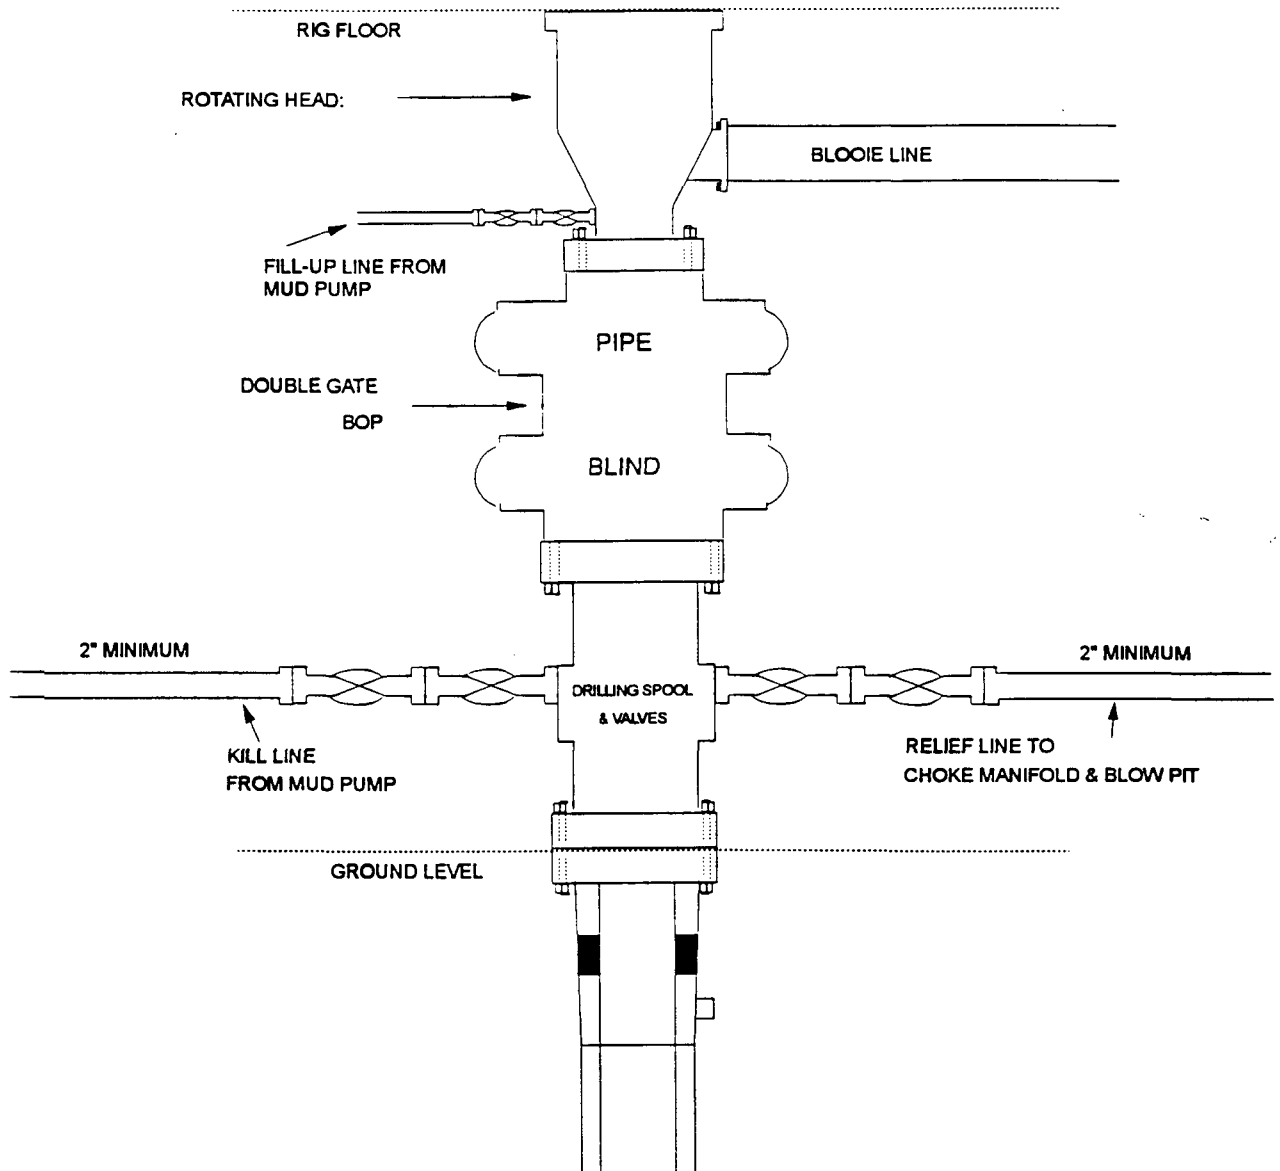 RIG FLOOR
ROTATING HEAD:
BLOOIE LINE
FILL-UP LINE FROM
MUD PUMP
PIPE
DOUBLE GATE
BOP
BLIND
2" MINIMUM
2" MINIMUM
DRILLING SPOOL
& VALVES
KILL LINE
FROM MUD PUMP
RELIEF LINE TO
CHOKE MANIFOLD & BLOW PIT
GROUND LEVEL